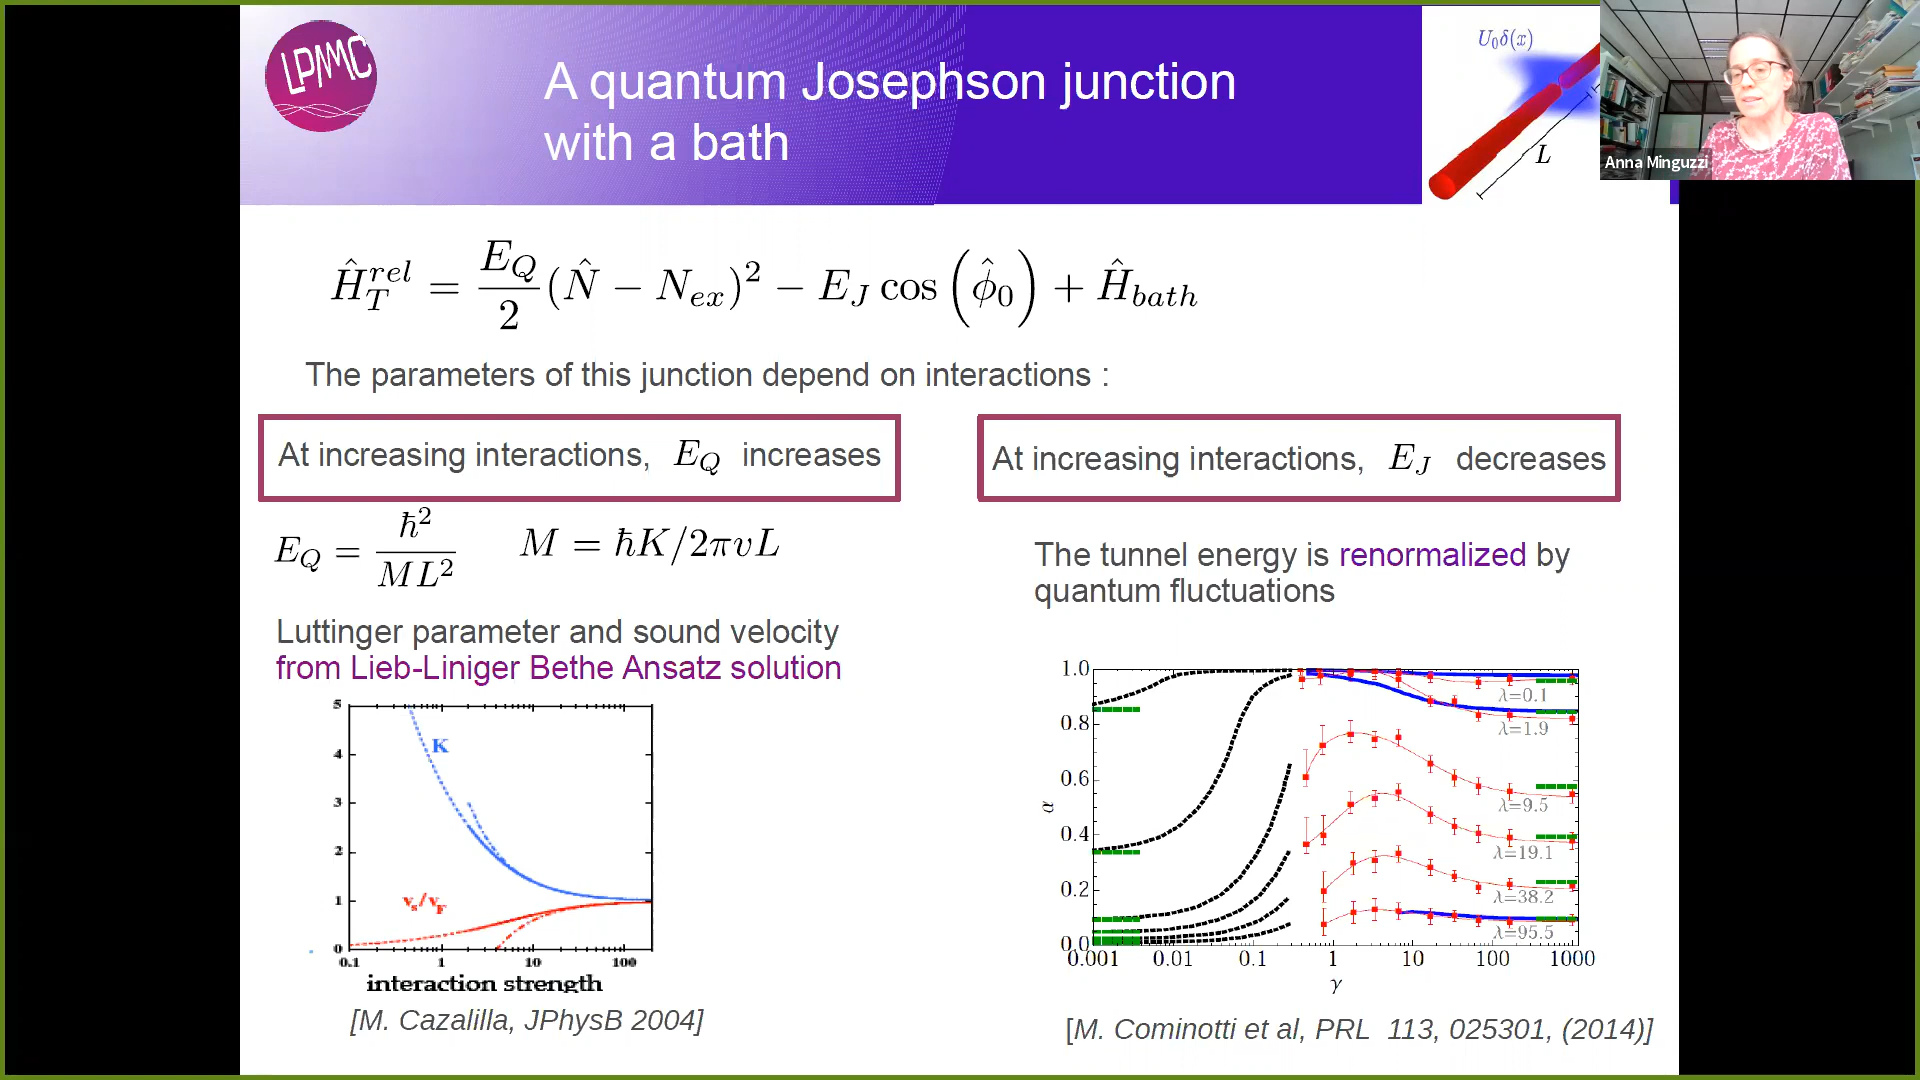 LPMMC
A quantum Josephson junction
with a bath
U₀δ(x)
L
Anna Minguzzi
Ĥ_T^{rel} = E_Q/2 (N̂ − N_{ex})² − E_J cos(φ̂₀) + Ĥ_{bath}
The parameters of this junction depend on interactions :
At increasing interactions, E_Q increases
At increasing interactions, E_J decreases
E_Q = ħ²/ML² M = ħK/2πvL
Luttinger parameter and sound velocity
from Lieb-Liniger Bethe Ansatz solution
The tunnel energy is renormalized by
quantum fluctuations
5
4
3
2
1
0
K
v_s/v_F
0.1 1 10 100
interaction strength
[M. Cazalilla, JPhysB 2004]
1.0
0.8
0.6
0.4
0.2
0.0
α
λ=0.1
λ=1.9
λ=9.5
λ=19.1
λ=38.2
λ=95.5
0.001 0.01 0.1 1 10 100 1000
γ
[M. Cominotti et al, PRL 113, 025301, (2014)]